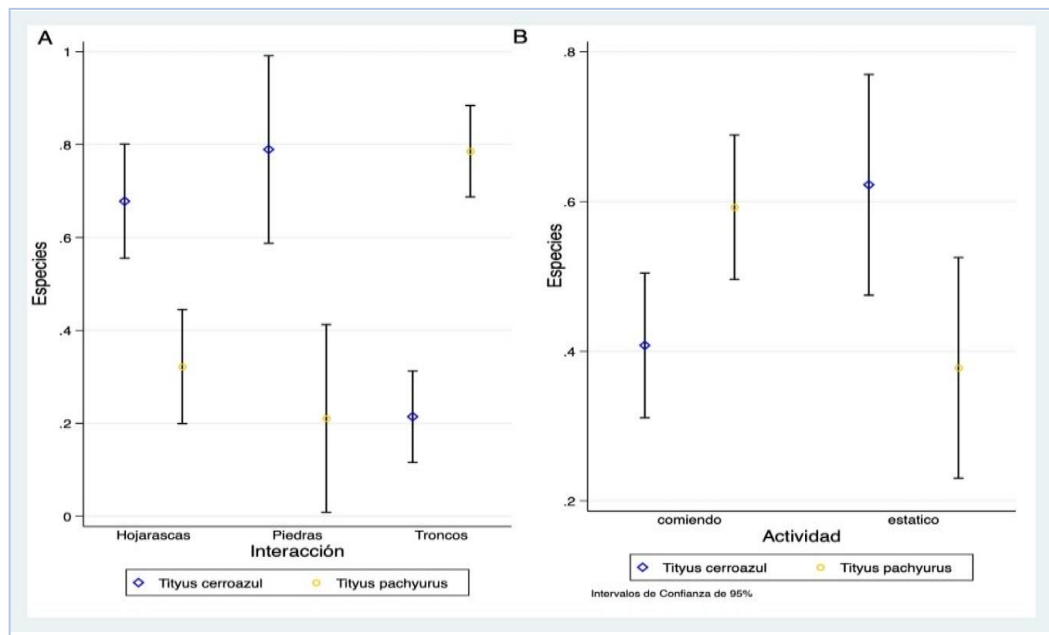 A
1
.8
.6
.4
.2
0
Especies
Hojarascas Piedras Troncos
Interacción
Tityus cerroazul Tityus pachyurus
B
.8
.6
.4
.2
Especies
comiendo estatico
Actividad
Tityus cerroazul Tityus pachyurus
Intervalos de Confianza de 95%